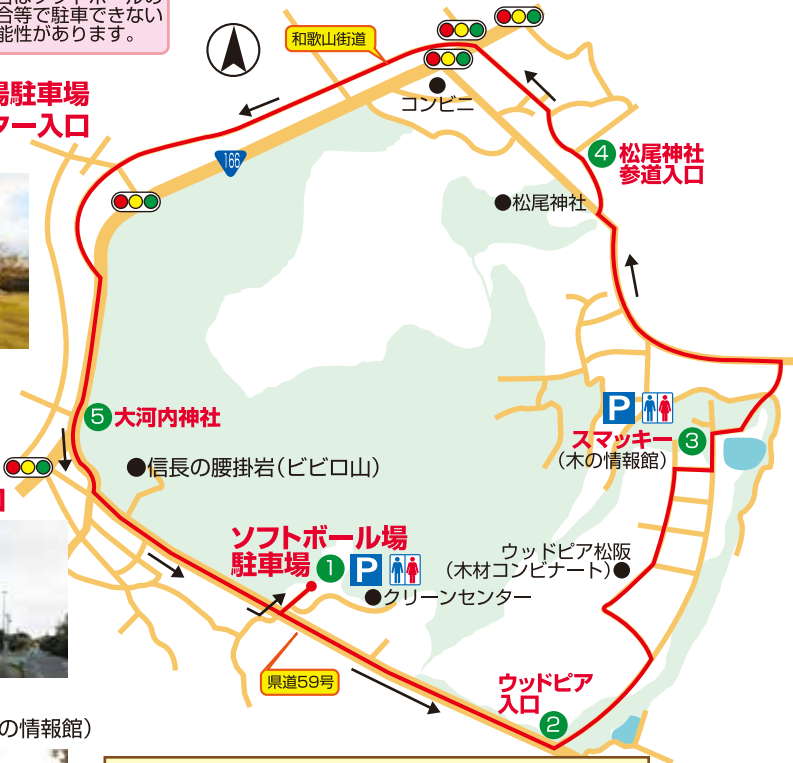 合等で駐車できない
能性があります。
場駐車場
ター入口
和歌山街道
コンビニ
166
4 松尾神社
参道入口
松尾神社
P
スマッキー 3
(木の情報館)
5 大河内神社
信長の腰掛岩(ビビロ山)
ソフトボール場
駐車場 1
P
クリーンセンター
ウッドピア松阪
(木材コンビナート)
県道59号
ウッドピア
入口
2
の情報館)